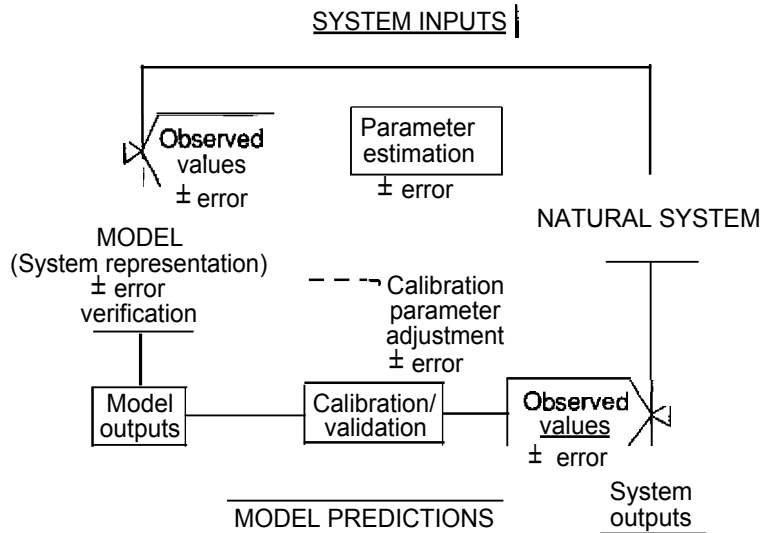 SYSTEM INPUTS
Observed
values
± error
Parameter
estimation
± error
NATURAL SYSTEM
MODEL
(System representation)
± error
verification
Calibration
parameter
adjustment
± error
Model
outputs
Calibration/
validation
Observed
values
± error
System
outputs
MODEL PREDICTIONS